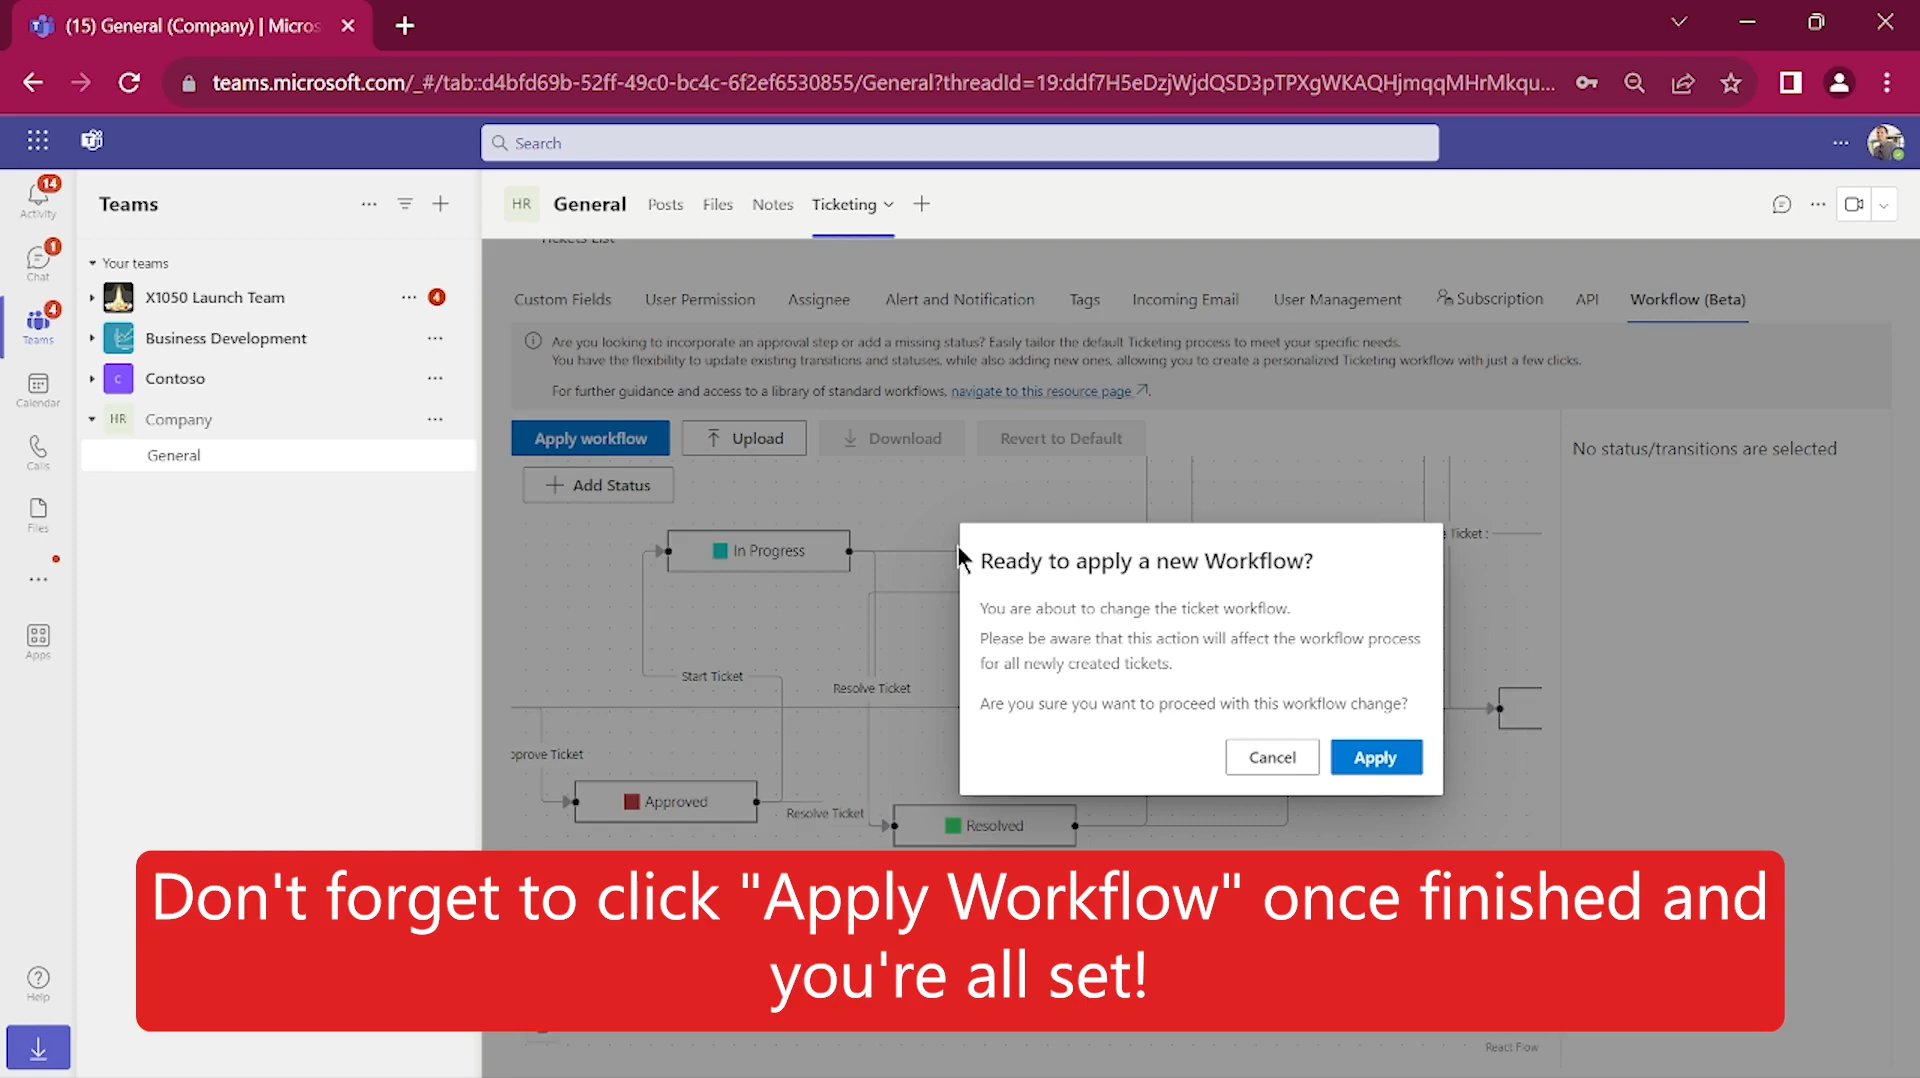 (15) General (Company) | Micros
teams.microsoft.com/_#/tab::d4bfd69b-52ff-49c0-bc4c-6f2ef6530855/General?threadId=19:ddf7H5eDzjWjdQSD3pTPXgWKAQHjmqqMHrMkqu...
Search
14
Activity
1
Chat
4
Teams
Calendar
Calls
Files
Apps
Help
Teams
Your teams
X1050 Launch Team
4
Business Development
C Contoso
HR Company
General
HR General Posts Files Notes Ticketing
Tickets List
Custom Fields User Permission Assignee Alert and Notification Tags Incoming Email User Management Subscription API Workflow (Beta)
Are you looking to incorporate an approval step or add a missing status? Easily tailor the default Ticketing process to meet your specific needs.
You have the flexibility to update existing transitions and statuses, while also adding new ones, allowing you to create a personalized Ticketing workflow with just a few clicks.
For further guidance and access to a library of standard workflows, navigate to this resource page.
Apply workflow Upload Download Revert to Default
Add Status
No status/transitions are selected
In Progress
Ticket :
Start Ticket
Resolve Ticket
pprove Ticket
Approved
Resolve Ticket
Resolved
Ready to apply a new Workflow?
You are about to change the ticket workflow.
Please be aware that this action will affect the workflow process
for all newly created tickets.
Are you sure you want to proceed with this workflow change?
Cancel Apply
Don't forget to click "Apply Workflow" once finished and
you're all set!
React Flow